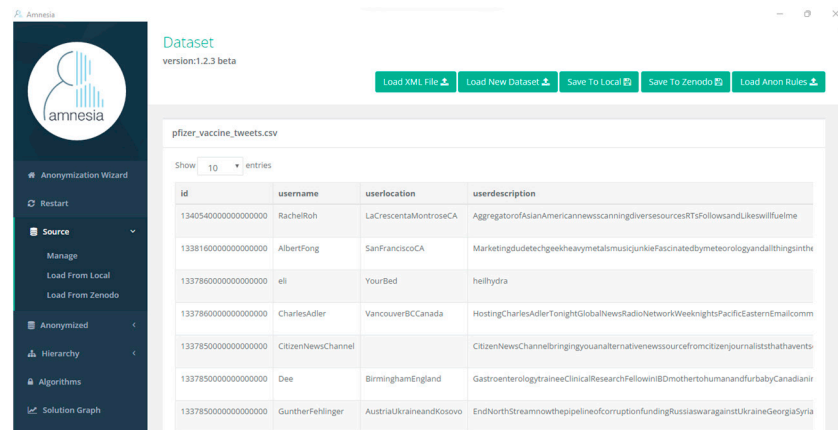 Amnesia
amnesia
Anonymization Wizard
Restart
Source
Manage
Load From Local
Load From Zenodo
Anonymized
Hierarchy
Algorithms
Solution Graph
Dataset
version:1.2.3 beta
Load XML File Load New Dataset Save To Local Save To Zenodo Load Anon Rules
pfizer_vaccine_tweets.csv
Show 10 entries
id username userlocation userdescription
1340540000000000000 RachelRoh LaCrescentaMontroseCA AggregatorofAsianAmericannewsscanningdiversesourcesRTsFollowsandLikeswillfuelme
1338160000000000000 AlbertFong SanFranciscoCA MarketingdudetechgeekheavymetalsmusicjunkieFascinatedbymeteorologyandallthingsinthe
1337860000000000000 eli YourBed heilhydra
1337860000000000000 CharlesAdler VancouverBCCanada HostingCharlesAdlerTonightGlobalNewsRadioNetworkWeeknightsPacificEasternEmailcomm
1337850000000000000 CitizenNewsChannel CitizenNewsChannelbringingyouanalternativenewssourcefromcitizenjournaliststhathavents
1337850000000000000 Dee BirminghamEngland GastroenterologytraineeClinicalResearchFellowinIBDmothertohumanandfurbabyCanadianin
1337850000000000000 GuntherFehlinger AustriaUkraineandKosovo EndNorthStreamnowthepipelineofcorruptionfundingRussiaswaragainstUkraineGeorgiaSyria